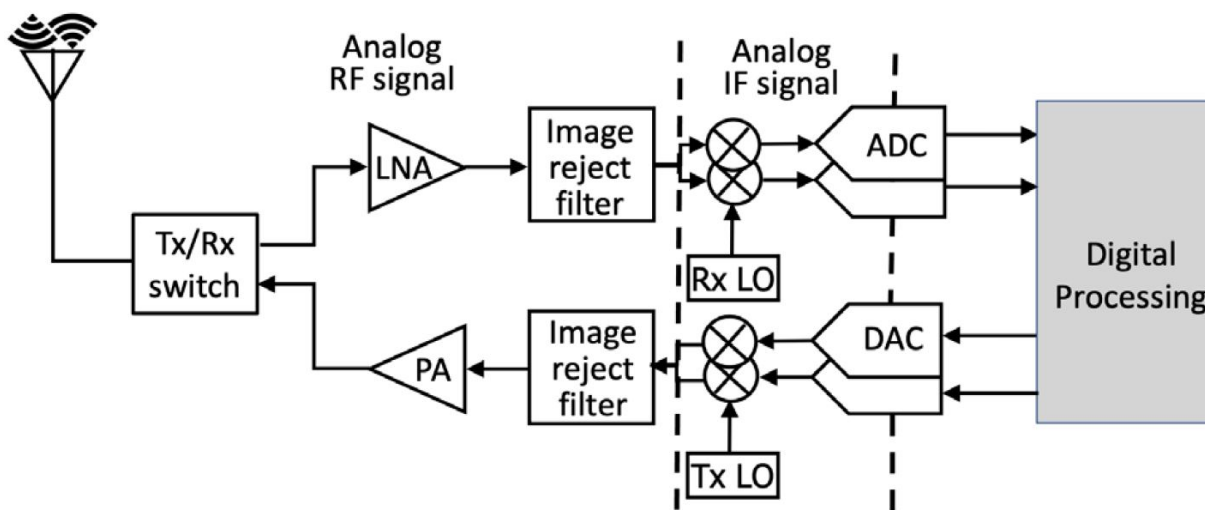 Analog
RF signal
Analog
IF signal
LNA
Image
reject
filter
ADC
Tx/Rx
switch
Rx LO
Digital
Processing
PA
Image
reject
filter
DAC
Tx LO